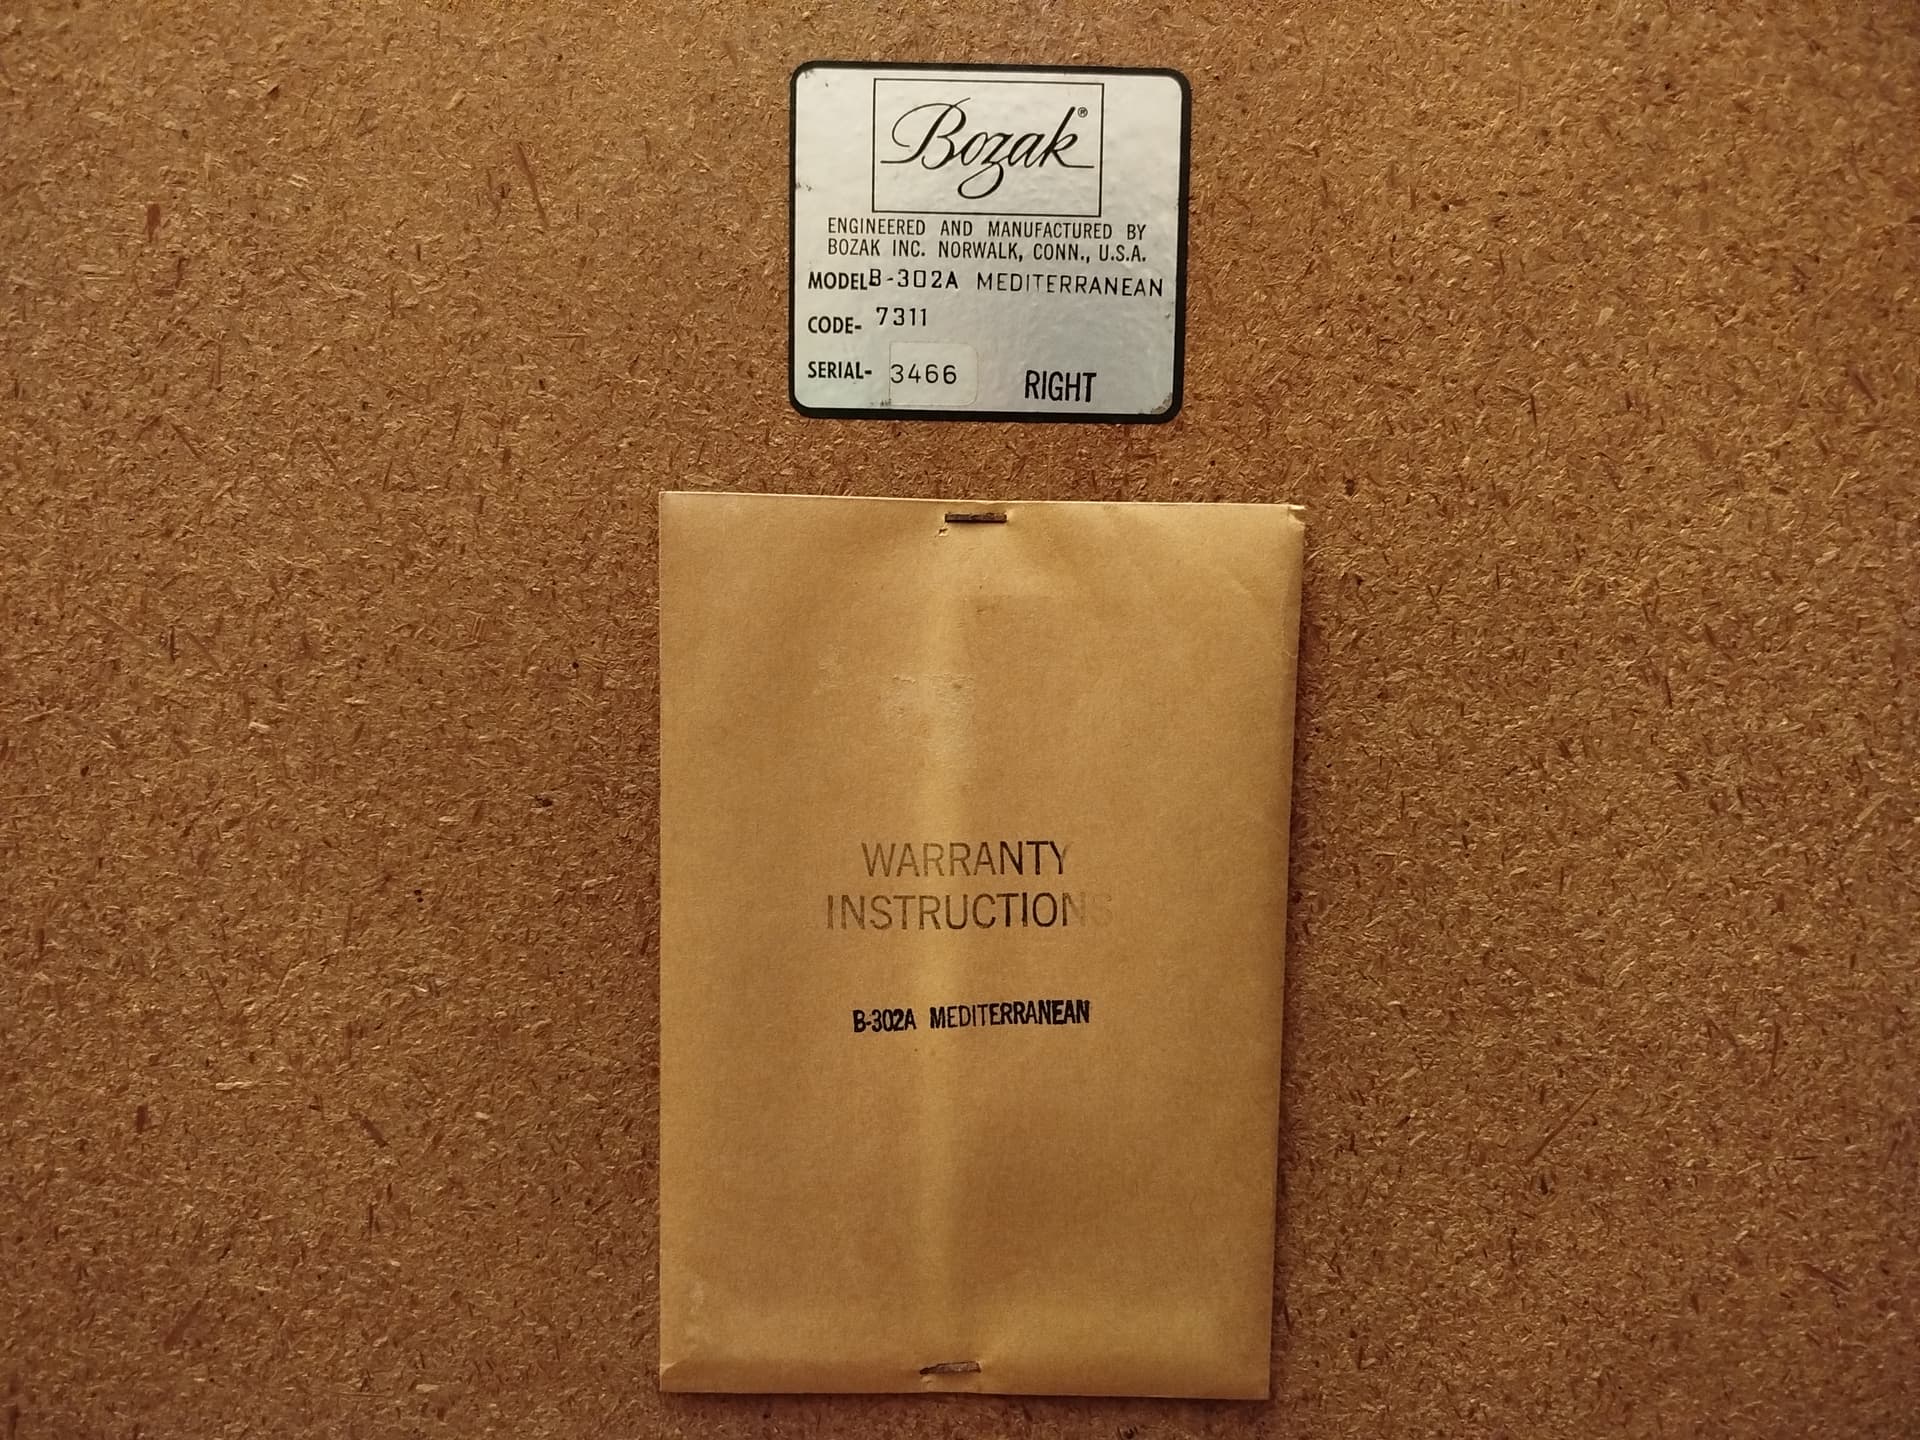 Bozak®
ENGINEERED AND MANUFACTURED BY
BOZAK INC. NORWALK, CONN., U.S.A.
MODEL B-302A MEDITERRANEAN
CODE- 7311
SERIAL- 3466 RIGHT
WARRANTY
INSTRUCTIONS
B-302A MEDITERRANEAN